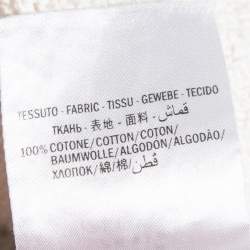 TESSUTO - FABRIC - TISSU - GEWEBE - TECIDO
ТКАНЬ - 表地 - 面料 - قماش
100% COTONE/COTTON/COTON/
BAUMWOLLE/ALGODÓN/ALGODÃO/
ХЛОПОК/綿/棉/قطن